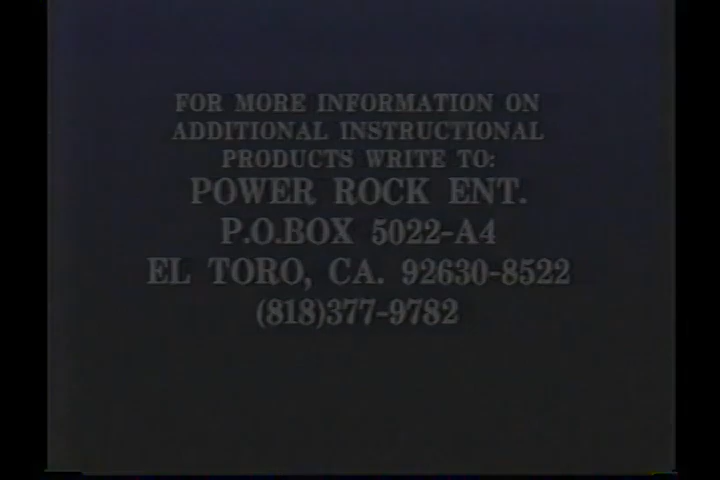 FOR MORE INFORMATION ON
ADDITIONAL INSTRUCTIONAL
PRODUCTS WRITE TO:
POWER ROCK ENT.
P.O.BOX 5022-A4
EL TORO, CA. 92630-8522
(818)377-9782